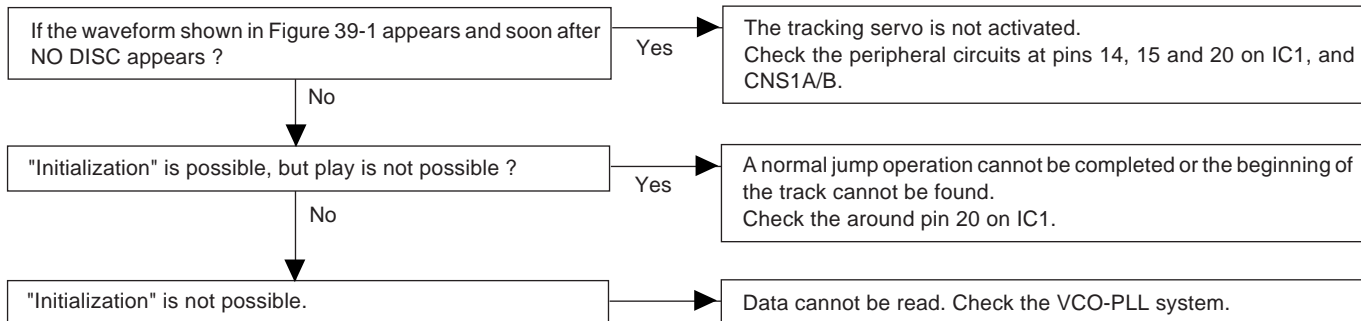 If the waveform shown in Figure 39-1 appears and soon after
NO DISC appears ?
Yes
The tracking servo is not activated.
Check the peripheral circuits at pins 14, 15 and 20 on IC1, and
CNS1A/B.
No
"Initialization" is possible, but play is not possible ?
Yes
A normal jump operation cannot be completed or the beginning of
the track cannot be found.
Check the around pin 20 on IC1.
No
"Initialization" is not possible.
Data cannot be read. Check the VCO-PLL system.